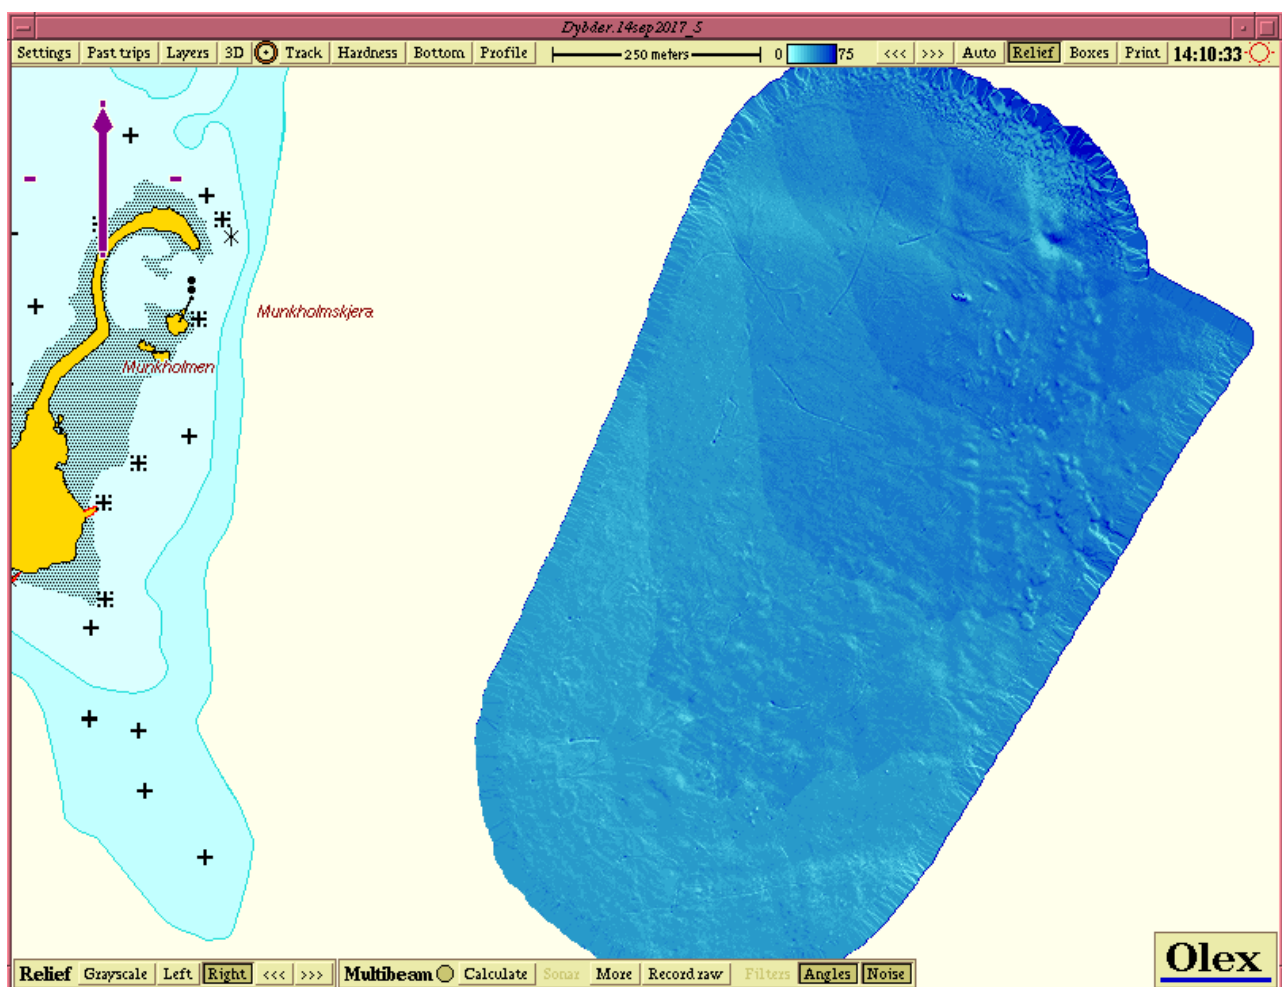 Dybder.14sep2017_5
Settings Past trips Layers 3D Track Hardness Bottom Profile 250 meters 0 75 <<< >>> Auto Relief Boxes Print 14:10:33
Munkholmskjera
Munkholmen
Relief Grayscale Left Right <<< >>> Multibeam Calculate Sonar More Record raw Filters Angles Noise
Olex